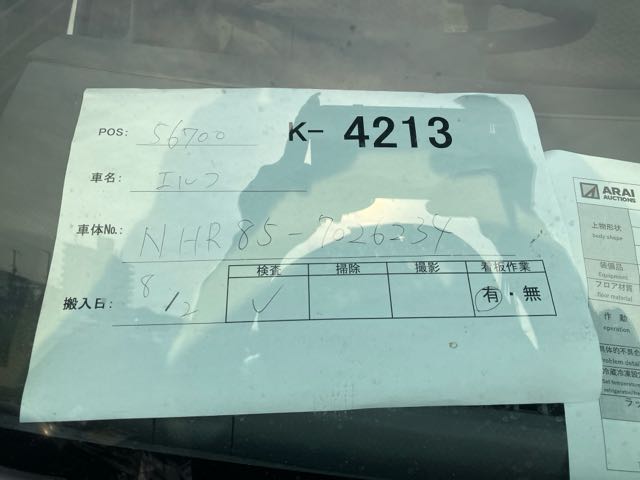 K- 4213
POS: 56700
車名: エルフ
車体No.: NHR85-7026234
検査 掃除 撮影 看板作業
搬入日: 8/2 ✓ 有・無
ARAI
AUCTIONS
上物形状
body shape
装備品
Equipment
フロア材質
floor material
作 動
operation